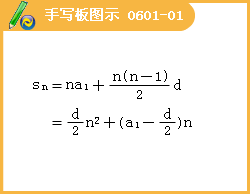 手写板图示 0601-01
sn=na₁+n(n-1)/2 d
=d/2 n²+(a₁-d/2)n